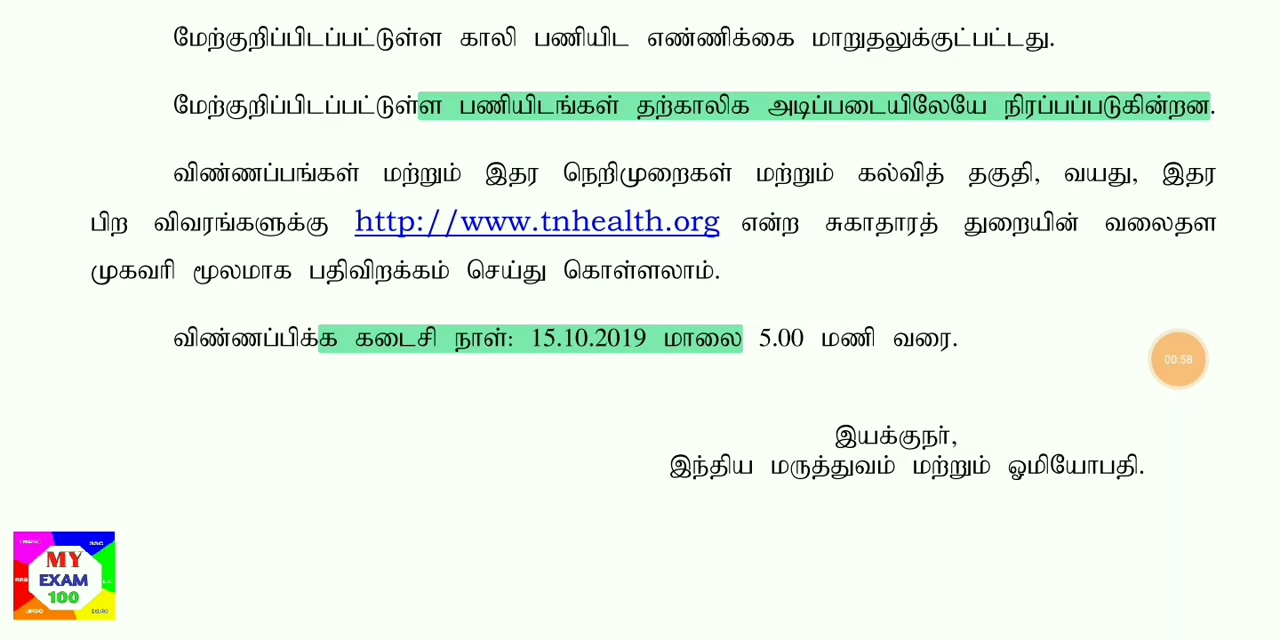 மேற்குறிப்பிடப்பட்டுள்ள காலி பணியிட எண்ணிக்கை மாறுதலுக்குட்பட்டது.
மேற்குறிப்பிடப்பட்டுள்ள பணியிடங்கள் தற்காலிக அடிப்படையிலேயே நிரப்பப்படுகின்றன.
விண்ணப்பங்கள் மற்றும் இதர நெறிமுறைகள் மற்றும் கல்வித் தகுதி, வயது, இதர
பிற விவரங்களுக்கு http://www.tnhealth.org என்ற சுகாதாரத் துறையின் வலைதள
முகவரி மூலமாக பதிவிறக்கம் செய்து கொள்ளலாம்.
விண்ணப்பிக்க கடைசி நாள்: 15.10.2019 மாலை 5.00 மணி வரை.
00:58
இயக்குநர்,
இந்திய மருத்துவம் மற்றும் ஓமியோபதி.
MY
EXAM
100